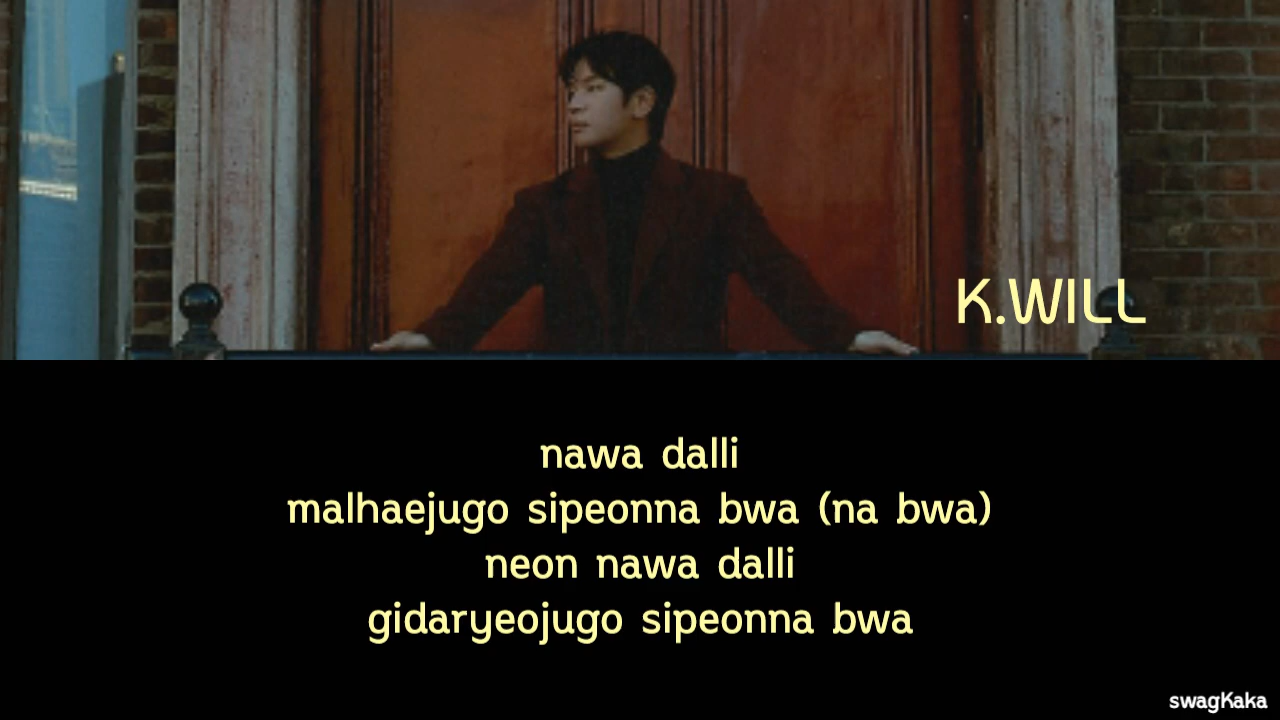 K.WILL
nawa dalli
malhaejugo sipeonna bwa (na bwa)
neon nawa dalli
gidaryeojugo sipeonna bwa
swagKaka